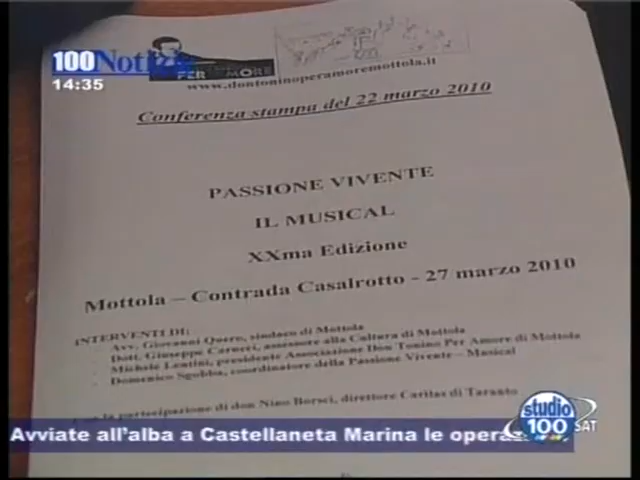 100Notizie
14:35
PER AMORE
www.dontoninoperamoremottola.it
Conferenza stampa del 22 marzo 2010
PASSIONE VIVENTE
IL MUSICAL
XXma Edizione
Mottola – Contrada Casalrotto - 27 marzo 2010
INTERVENTI DI:
- Avv. Giovanni Quero, sindaco di Mottola
- Dott. Giuseppe Carucci, assessore alla Cultura di Mottola
- Michele Lentini, presidente Associazione Don Tonino Per Amore di Mottola
- Domenico Sgobba, coordinatore della Passione Vivente – Musical
la partecipazione di don Nino Borsci, direttore Caritas di Taranto
Avviate all'alba a Castellaneta Marina le opera
studio 100 SAT